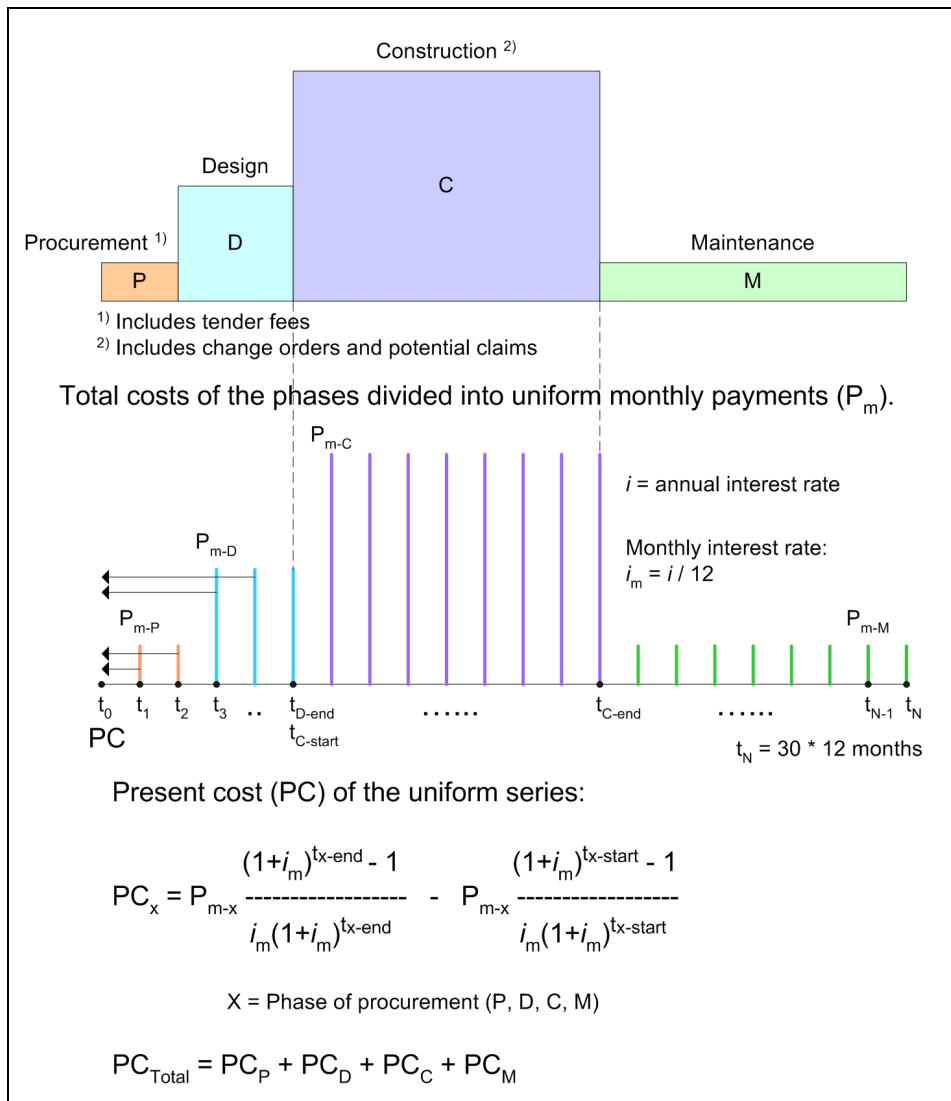 Construction 2)
Design
C
Procurement 1)
D
Maintenance
P
M
1) Includes tender fees
2) Includes change orders and potential claims
Total costs of the phases divided into uniform monthly payments (Pm).
Pm-C
i = annual interest rate
Pm-D
Monthly interest rate:
im = i / 12
Pm-P
Pm-M
t0 t1 t2 t3 .. tD-end ...... tC-end ...... tN-1 tN
PC
tC-start
tN = 30 * 12 months
Present cost (PC) of the uniform series:
(1+im)tx-end - 1 (1+im)tx-start - 1
PCx = Pm-x ------------------ - Pm-x ------------------
im(1+im)tx-end im(1+im)tx-start
X = Phase of procurement (P, D, C, M)
PCTotal = PCP + PCD + PCC + PCM